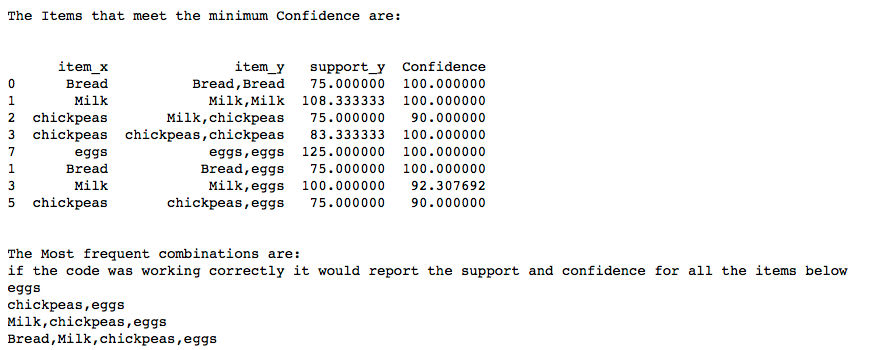 The Items that meet the minimum Confidence are:
item_x item_y support_y Confidence
0 Bread Bread,Bread 75.000000 100.000000
1 Milk Milk,Milk 108.333333 100.000000
2 chickpeas Milk,chickpeas 75.000000 90.000000
3 chickpeas chickpeas,chickpeas 83.333333 100.000000
7 eggs eggs,eggs 125.000000 100.000000
1 Bread Bread,eggs 75.000000 100.000000
3 Milk Milk,eggs 100.000000 92.307692
5 chickpeas chickpeas,eggs 75.000000 90.000000
The Most frequent combinations are:
if the code was working correctly it would report the support and confidence for all the items below
eggs
chickpeas,eggs
Milk,chickpeas,eggs
Bread,Milk,chickpeas,eggs